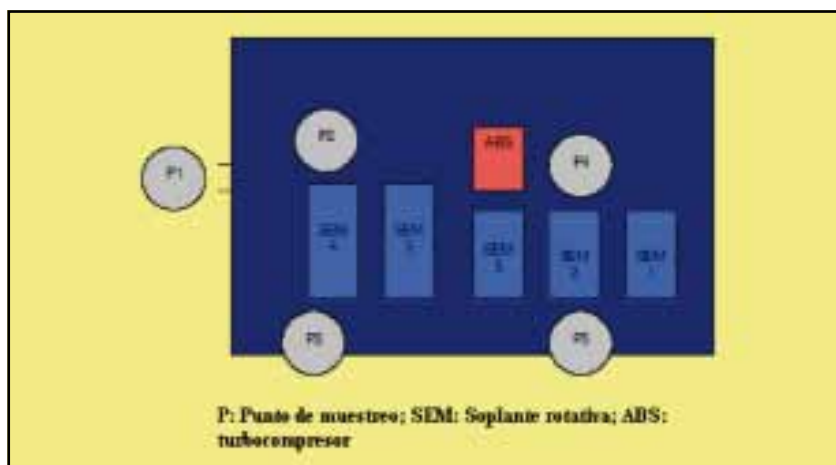 P2
ABS
P4
P1
SEM
4
SEM
SEM
3
SEM
2
SEM
1
P3
P5
P: Punto de muestreo; SEM: Soplante rotativa; ABS:
turbocompresor